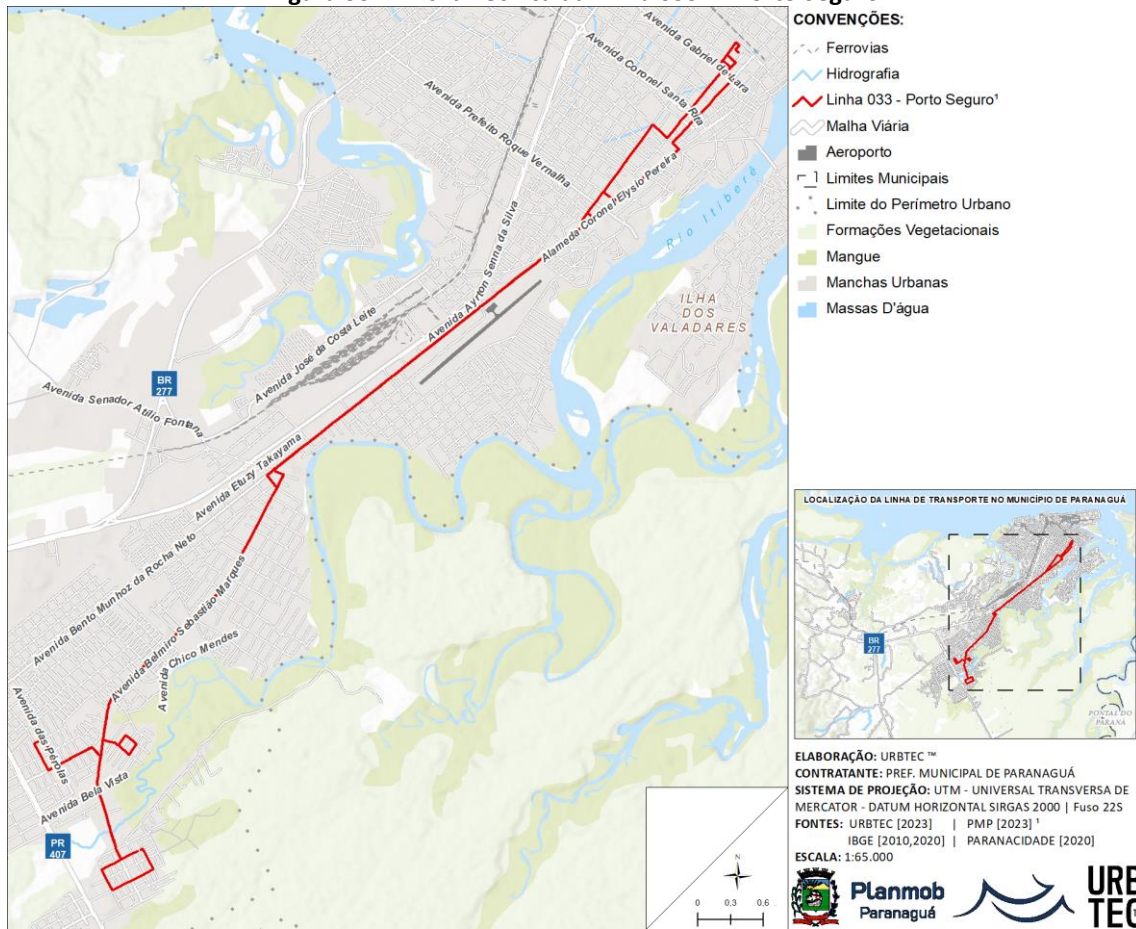 CONVENÇÕES:
Ferrovias
Hidrografia
Linha 033 - Porto Seguro¹
Malha Viária
Aeroporto
Limites Municipais
Limite do Perímetro Urbano
Formações Vegetacionais
Mangue
Manchas Urbanas
Massas D'água
Avenida Gabriel de Lara
Avenida Coronel Santa Rita
Avenida Prefeito Roque Vernalha
Alameda Coronel Elysio Pereira
Rio Itiberê
Avenida Ayrton Senna da Silva
ILHA
DOS
VALADARES
Avenida José da Costa Leite
BR
277
Avenida Senador Atílio Fontana
Avenida Etuzy Takayama
Avenida Bento Munhoz da Rocha Neto
Avenida Belmiro Sebastião Marques
Avenida Chico Mendes
Avenida das Pérolas
Avenida Bela Vista
PR
407
N
0 0,3 0,6
LOCALIZAÇÃO DA LINHA DE TRANSPORTE NO MUNICÍPIO DE PARANAGUÁ
BR
277
PONTAL DO
PARANÁ
ELABORAÇÃO: URBTEC ™
CONTRATANTE: PREF. MUNICIPAL DE PARANAGUÁ
SISTEMA DE PROJEÇÃO: UTM - UNIVERSAL TRANSVERSA DE
MERCATOR - DATUM HORIZONTAL SIRGAS 2000 | Fuso 22S
FONTES: URBTEC [2023] | PMP [2023] ¹
IBGE [2010,2020] | PARANACIDADE [2020]
ESCALA: 1:65.000
Planmob
Paranaguá
URB
TEC